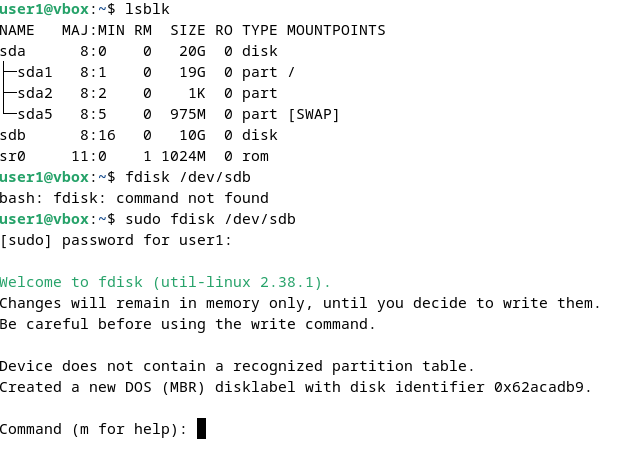 user1@vbox:~$ lsblk
NAME   MAJ:MIN RM  SIZE RO TYPE MOUNTPOINTS
sda      8:0    0   20G  0 disk
├─sda1   8:1    0   19G  0 part /
├─sda2   8:2    0    1K  0 part
└─sda5   8:5    0  975M  0 part [SWAP]
sdb      8:16   0   10G  0 disk
sr0     11:0    1 1024M  0 rom
user1@vbox:~$ fdisk /dev/sdb
bash: fdisk: command not found
user1@vbox:~$ sudo fdisk /dev/sdb
[sudo] password for user1:

Welcome to fdisk (util-linux 2.38.1).
Changes will remain in memory only, until you decide to write them.
Be careful before using the write command.

Device does not contain a recognized partition table.
Created a new DOS (MBR) disklabel with disk identifier 0x62acadb9.

Command (m for help):